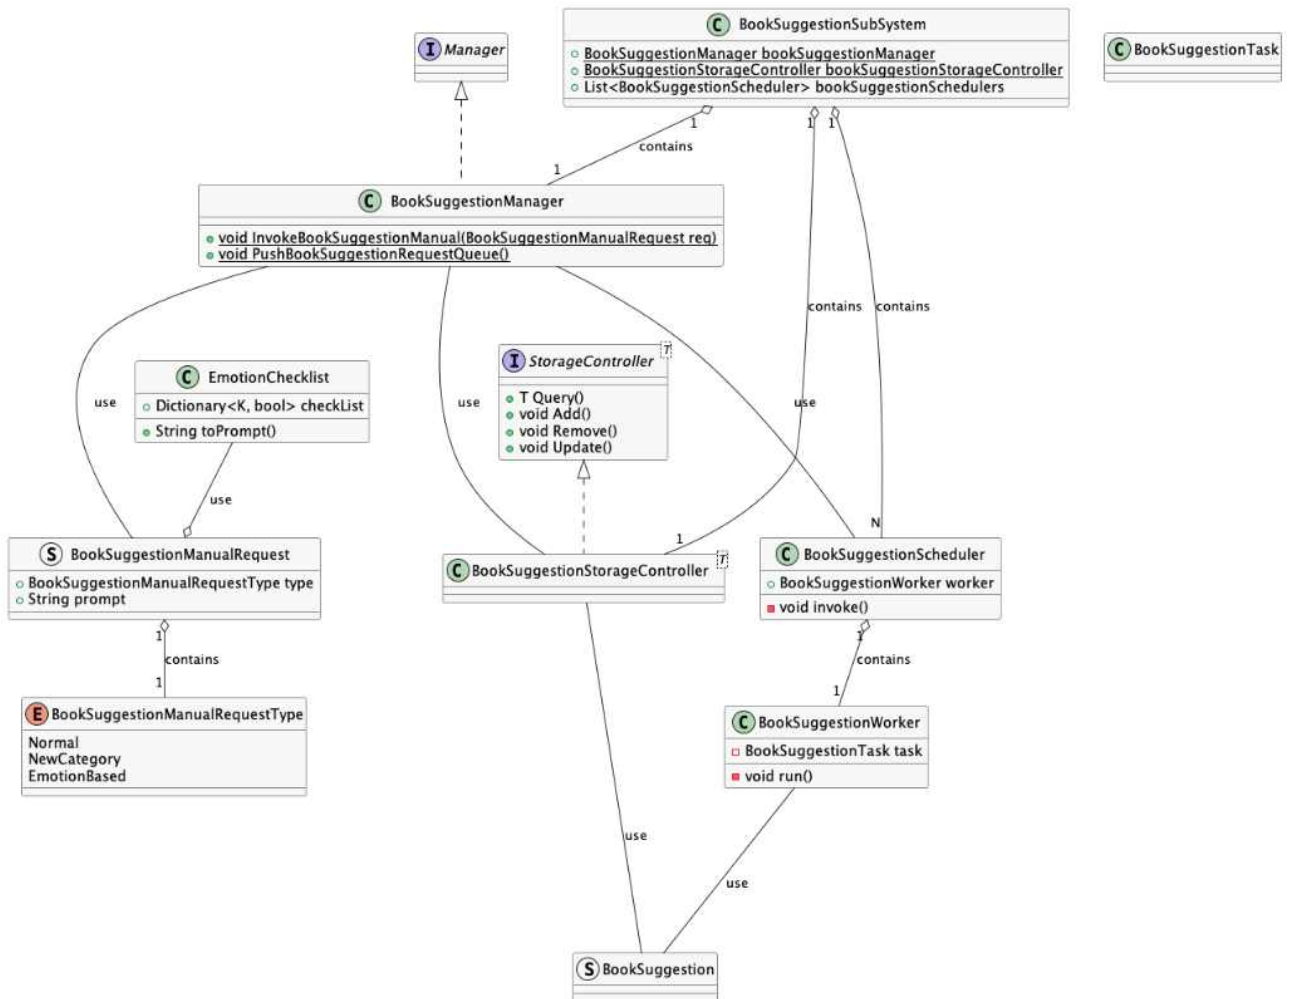 I Manager
C BookSuggestionSubSystem
BookSuggestionManager bookSuggestionManager
BookSuggestionStorageController bookSuggestionStorageController
List<BookSuggestionScheduler> bookSuggestionSchedulers
C BookSuggestionTask
1
1
1
contains
1
C BookSuggestionManager
void InvokeBookSuggestionManual(BookSuggestionManualRequest req)
void PushBookSuggestionRequestQueue()
contains
contains
I StorageController
T
T Query()
void Add()
void Remove()
void Update()
C EmotionChecklist
Dictionary<K, bool> checkList
String toPrompt()
use
use
use
use
N
1
S BookSuggestionManualRequest
BookSuggestionManualRequestType type
String prompt
C BookSuggestionStorageController
T
C BookSuggestionScheduler
BookSuggestionWorker worker
void invoke()
1
contains
1
1
contains
1
E BookSuggestionManualRequestType
Normal
NewCategory
EmotionBased
C BookSuggestionWorker
BookSuggestionTask task
void run()
use
use
S BookSuggestion